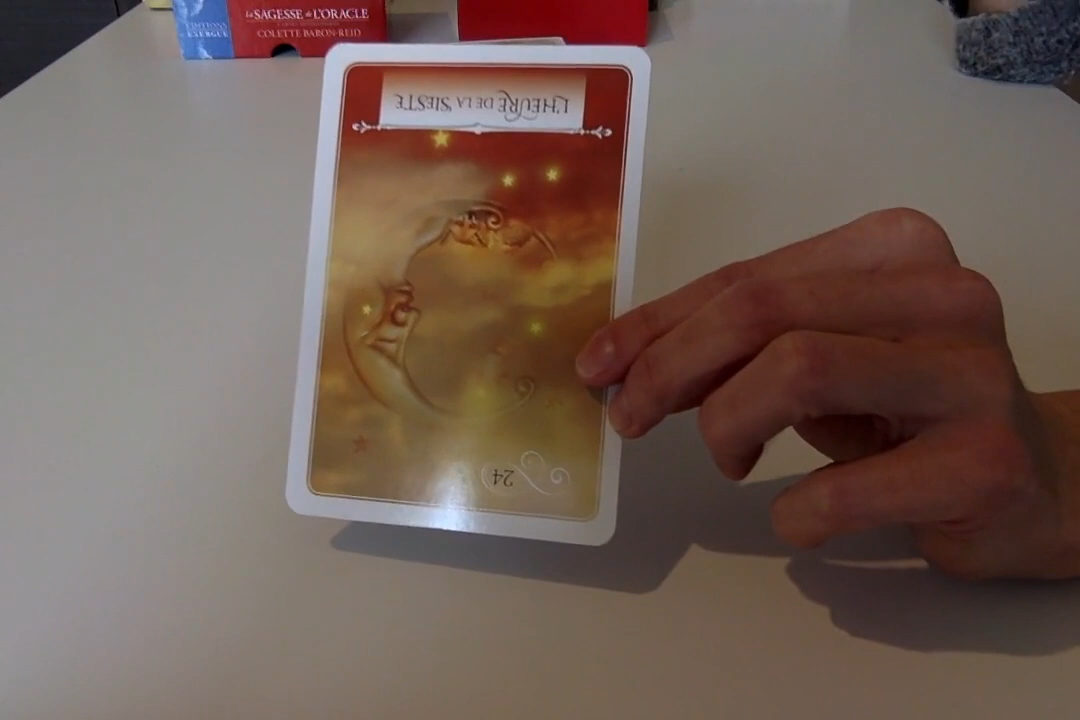 La SAGESSE de L'ORACLE
COLETTE BARON-REID
ÉDITIONS
EXERGUE
L'HEURE DE LA SIESTE
24